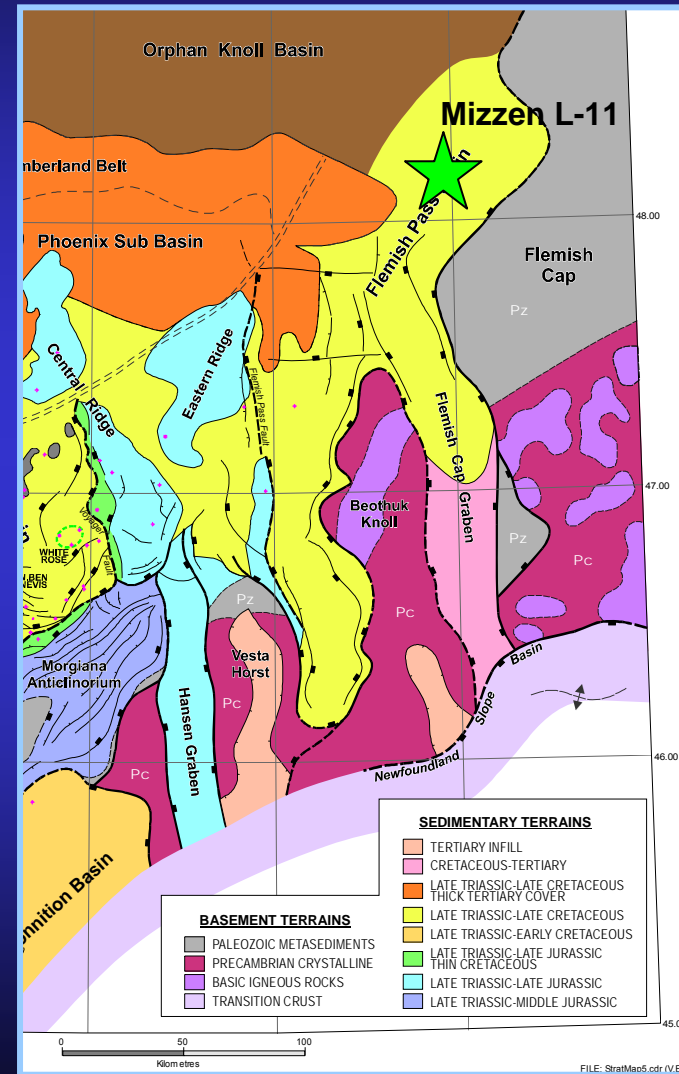 Orphan Knoll Basin
Mizzen L-11
mberland Belt
48.00
Flemish Pass
in
Phoenix Sub Basin
Flemish
Cap
Pz
Central Ridge
Eastern Ridge
Flemish Pass Fault
Flemish Cap Graben
47.00
Beothuk
Knoll
Voyager Fault
WHITE
ROSE
N BEN
NEVIS
Pz
Pz
Pc
Pc
Vesta
Horst
Morgiana
Anticlinorium
Pc
Hansen Graben
Newfoundland Slope Basin
46.00
Pc
onnition Basin
SEDIMENTARY TERRAINS
TERTIARY INFILL
CRETACEOUS-TERTIARY
LATE TRIASSIC-LATE CRETACEOUS
THICK TERTIARY COVER
LATE TRIASSIC-LATE CRETACEOUS
LATE TRIASSIC-EARLY CRETACEOUS
LATE TRIASSIC-LATE JURASSIC
THIN CRETACEOUS
LATE TRIASSIC-LATE JURASSIC
LATE TRIASSIC-MIDDLE JURASSIC
BASEMENT TERRAINS
PALEOZOIC METASEDIMENTS
PRECAMBRIAN CRYSTALLINE
BASIC IGNEOUS ROCKS
TRANSITION CRUST
45.0
0 50 100
Kilometres
FILE: StratMap5.cdr (V.B